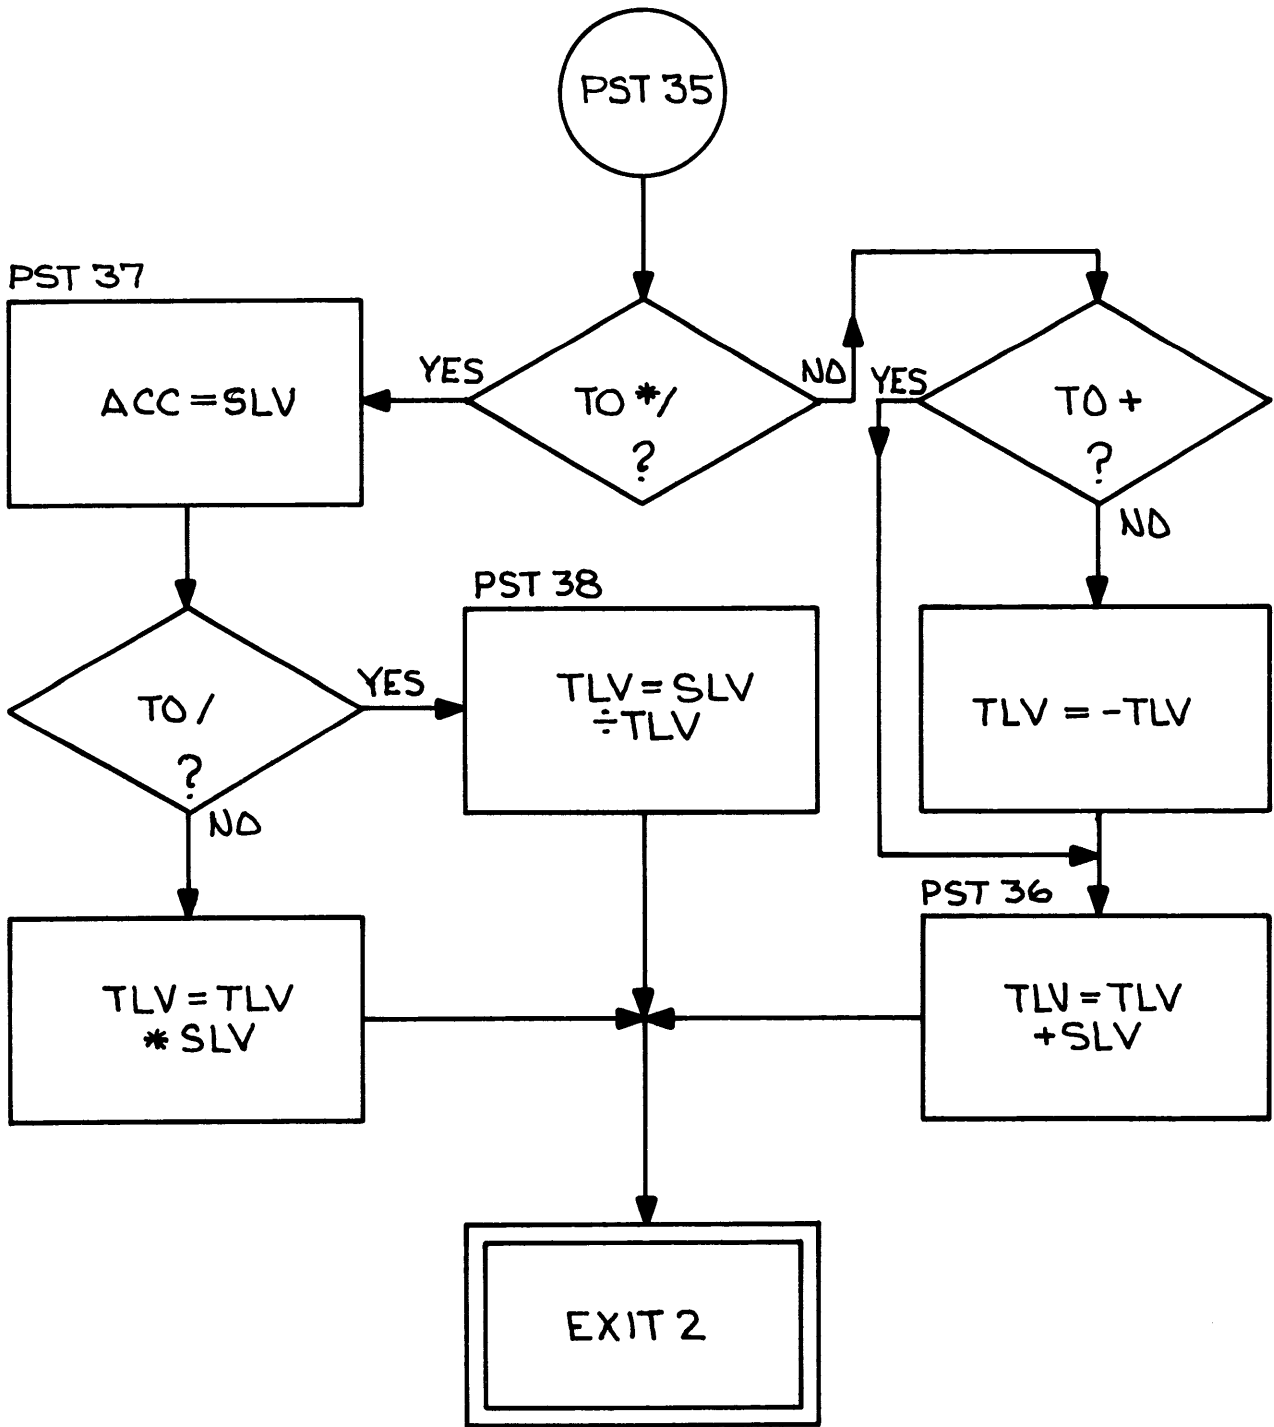 PST 35
PST 37
ACC = SLV
YES
TO */
?
NO
YES
TO +
?
NO
PST 38
TO /
?
YES
NO
TLV = SLV
÷TLV
TLV = -TLV
PST 36
TLV = TLV
* SLV
TLV = TLV
+SLV
EXIT 2